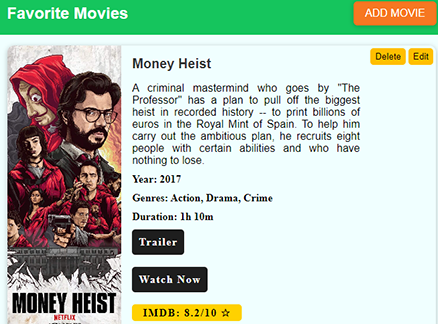 Favorite Movies
ADD MOVIE
Money Heist
Delete
Edit
A criminal mastermind who goes by "The
Professor" has a plan to pull off the biggest
heist in recorded history -- to print billions of
euros in the Royal Mint of Spain. To help him
carry out the ambitious plan, he recruits eight
people with certain abilities and who have
nothing to lose.
Year: 2017
Genres: Action, Drama, Crime
Duration: 1h 10m
Trailer
Watch Now
IMDB: 8.2/10 ☆
MONEY HEIST
NETFLIX